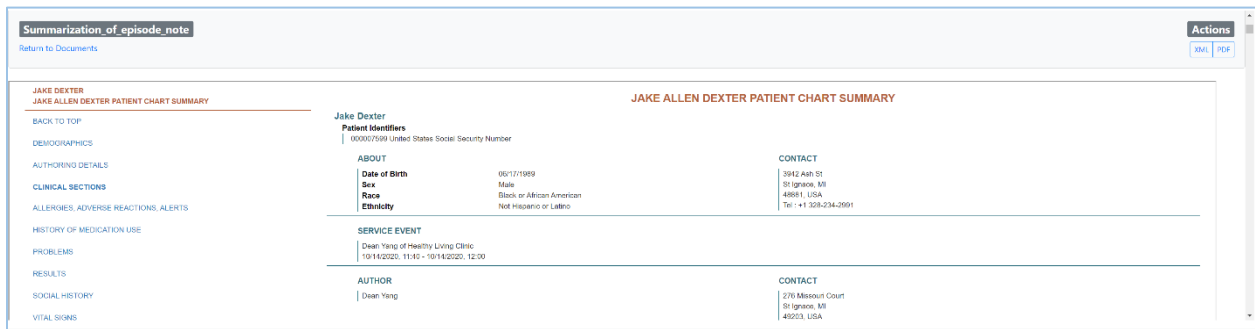 Summarization_of_episode_note
Actions
Return to Documents
XML PDF
JAKE DEXTER
JAKE ALLEN DEXTER PATIENT CHART SUMMARY
BACK TO TOP
DEMOGRAPHICS
AUTHORING DETAILS
CLINICAL SECTIONS
ALLERGIES, ADVERSE REACTIONS, ALERTS
HISTORY OF MEDICATION USE
PROBLEMS
RESULTS
SOCIAL HISTORY
VITAL SIGNS
JAKE ALLEN DEXTER PATIENT CHART SUMMARY
Jake Dexter
Patient Identifiers
000007599 United States Social Security Number
ABOUT
Date of Birth 06/17/1989
Sex Male
Race Black or African American
Ethnicity Not Hispanic or Latino
CONTACT
3942 Ash St
St Ignace, MI
48881, USA
Tel : +1 328-234-2991
SERVICE EVENT
Dean Yang of Healthy Living Clinic
10/14/2020, 11:40 - 10/14/2020, 12:00
AUTHOR
Dean Yang
CONTACT
276 Missouri Court
St Ignace, MI
49203, USA